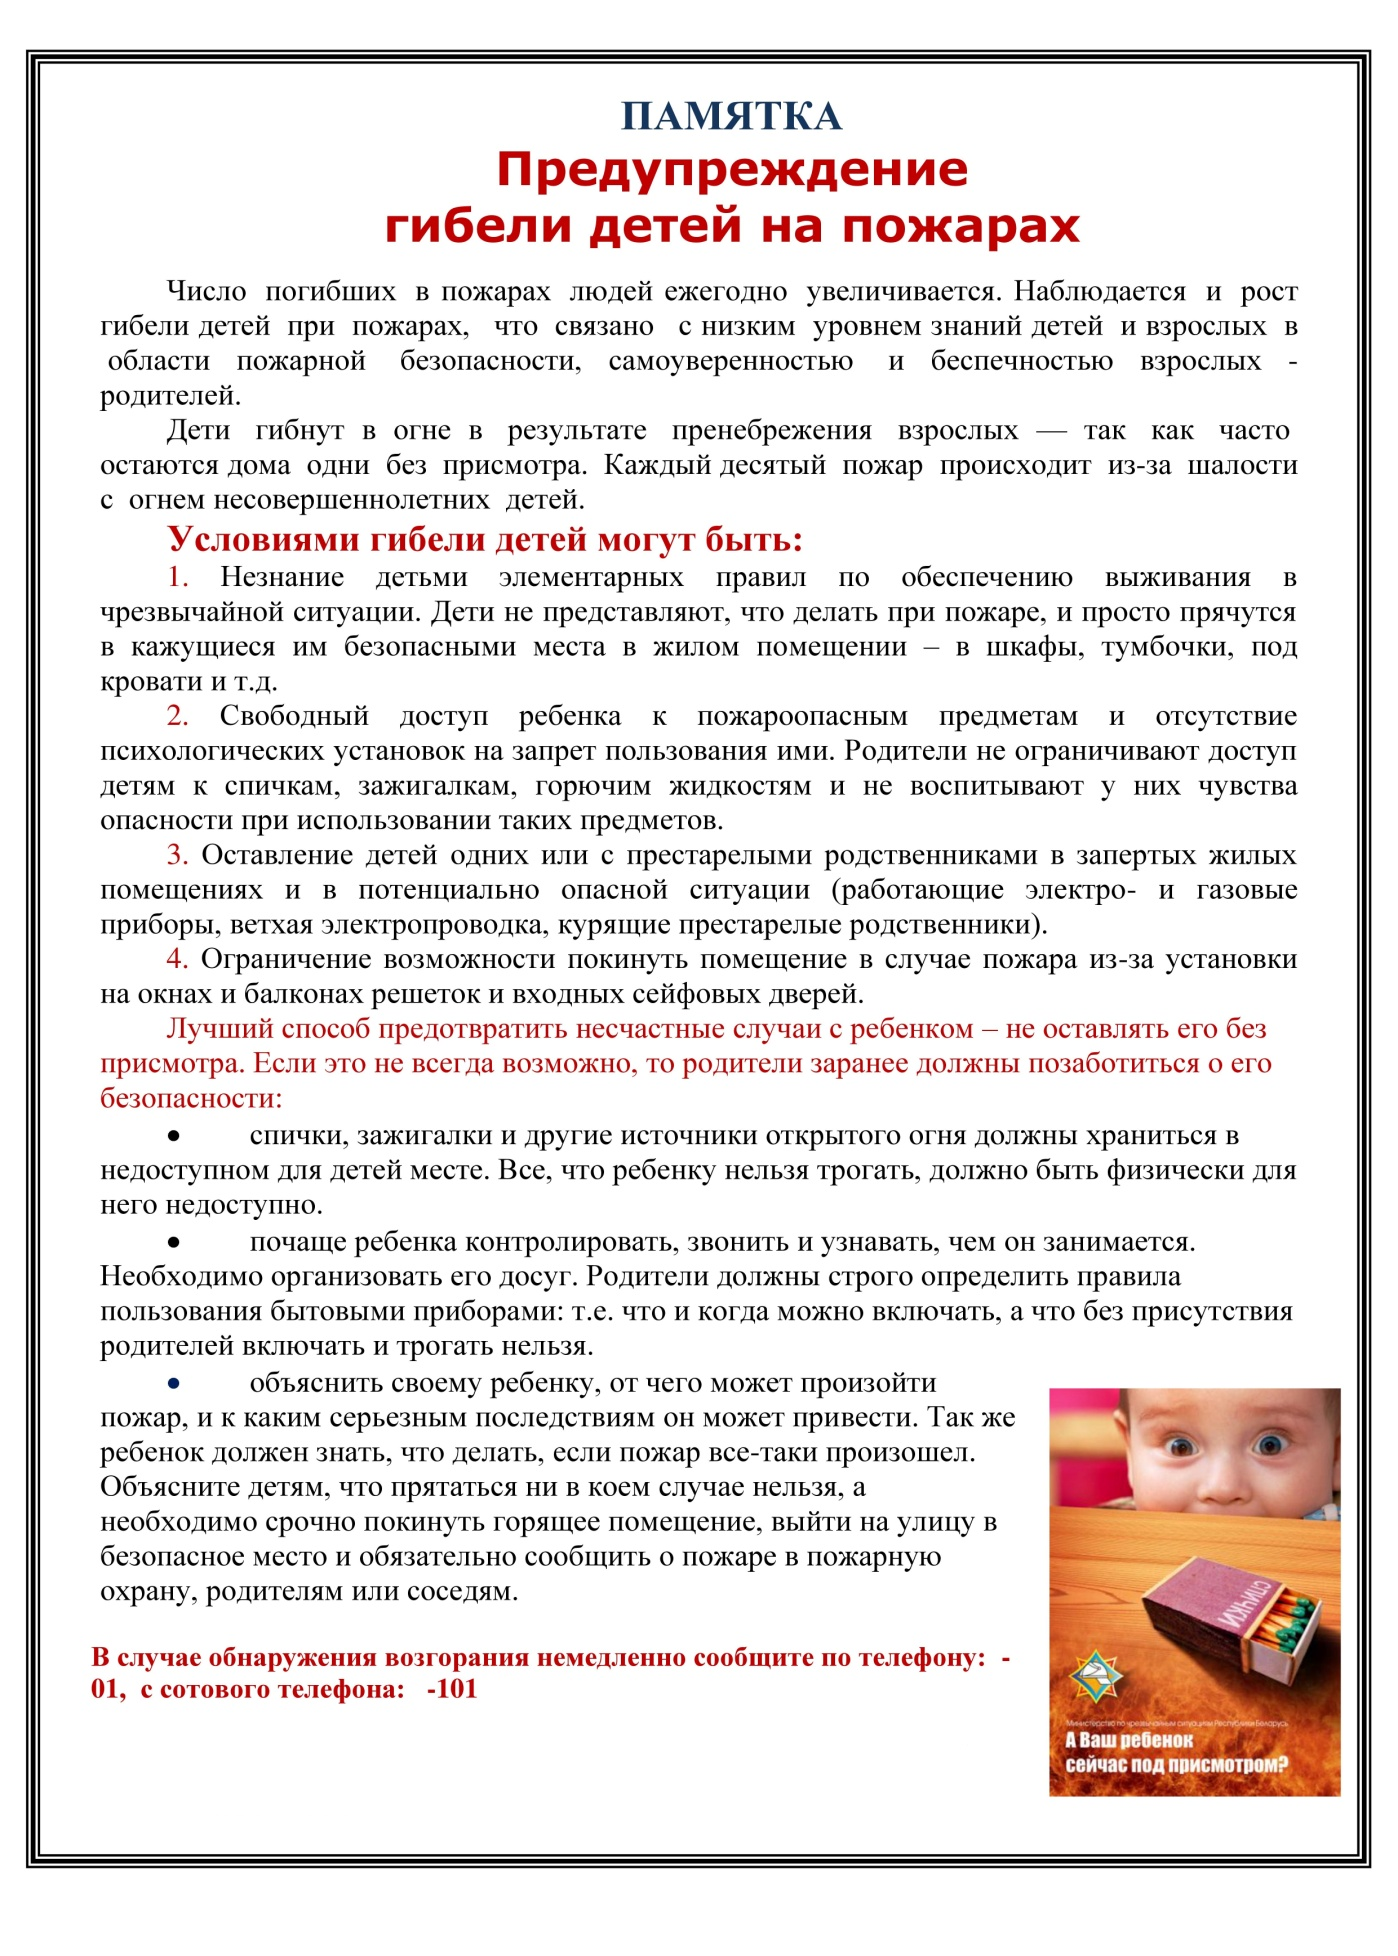 ПАМЯТКА
Предупреждение
гибели детей на пожарах
Число погибших в пожарах людей ежегодно увеличивается. Наблюдается и рост
гибели детей при пожарах, что связано с низким уровнем знаний детей и взрослых в
области пожарной безопасности, самоуверенностью и беспечностью взрослых -
родителей.
Дети гибнут в огне в результате пренебрежения взрослых — так как часто
остаются дома одни без присмотра. Каждый десятый пожар происходит из-за шалости
с огнем несовершеннолетних детей.
Условиями гибели детей могут быть:
1. Незнание детьми элементарных правил по обеспечению выживания в
чрезвычайной ситуации. Дети не представляют, что делать при пожаре, и просто прячутся
в кажущиеся им безопасными места в жилом помещении – в шкафы, тумбочки, под
кровати и т.д.
2. Свободный доступ ребенка к пожароопасным предметам и отсутствие
психологических установок на запрет пользования ими. Родители не ограничивают доступ
детям к спичкам, зажигалкам, горючим жидкостям и не воспитывают у них чувства
опасности при использовании таких предметов.
3. Оставление детей одних или с престарелыми родственниками в запертых жилых
помещениях и в потенциально опасной ситуации (работающие электро- и газовые
приборы, ветхая электропроводка, курящие престарелые родственники).
4. Ограничение возможности покинуть помещение в случае пожара из-за установки
на окнах и балконах решеток и входных сейфовых дверей.
Лучший способ предотвратить несчастные случаи с ребенком – не оставлять его без
присмотра. Если это не всегда возможно, то родители заранее должны позаботиться о его
безопасности:
• спички, зажигалки и другие источники открытого огня должны храниться в
недоступном для детей месте. Все, что ребенку нельзя трогать, должно быть физически для
него недоступно.
• почаще ребенка контролировать, звонить и узнавать, чем он занимается.
Необходимо организовать его досуг. Родители должны строго определить правила
пользования бытовыми приборами: т.е. что и когда можно включать, а что без присутствия
родителей включать и трогать нельзя.
• объяснить своему ребенку, от чего может произойти
пожар, и к каким серьезным последствиям он может привести. Так же
ребенок должен знать, что делать, если пожар все-таки произошел.
Объясните детям, что прятаться ни в коем случае нельзя, а
необходимо срочно покинуть горящее помещение, выйти на улицу в
безопасное место и обязательно сообщить о пожаре в пожарную
охрану, родителям или соседям.
В случае обнаружения возгорания немедленно сообщите по телефону: -
01, с сотового телефона: -101
СПИЧКИ
Министерство по чрезвычайным ситуациям Республики Беларусь
А Ваш ребенок
сейчас под присмотром?